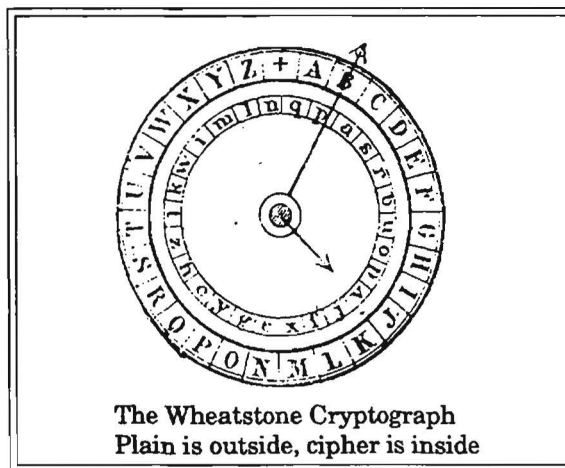 + A B C D E F G H I J K L M N O P Q R S T U V W X Y Z
The Wheatstone Cryptograph
Plain is outside, cipher is inside